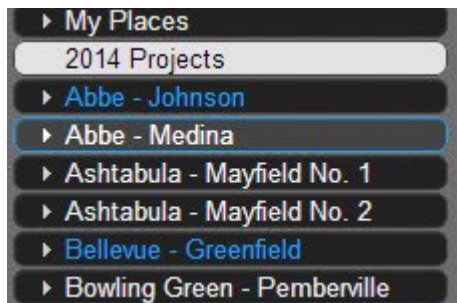 My Places
2014 Projects
Abbe - Johnson
Abbe - Medina
Ashtabula - Mayfield No. 1
Ashtabula - Mayfield No. 2
Bellevue - Greenfield
Bowling Green - Pemberville